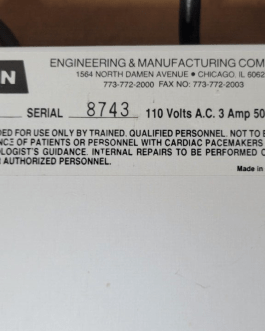 ENGINEERING & MANUFACTURING COM
1564 NORTH DAMEN AVENUE • CHICAGO, IL 6062
773-772-2000 FAX NO: 773-772-2003
SERIAL 8743 110 Volts A.C. 3 Amp 50
DED FOR USE ONLY BY TRAINED, QUALIFIED PERSONNEL. NOT TO B
NCE OF PATIENTS OR PERSONNEL WITH CARDIAC PACEMAKERS
OLOGIST'S GUIDANCE. INTERNAL REPAIRS TO BE PERFORMED O
R AUTHORIZED PERSONNEL.
Made in